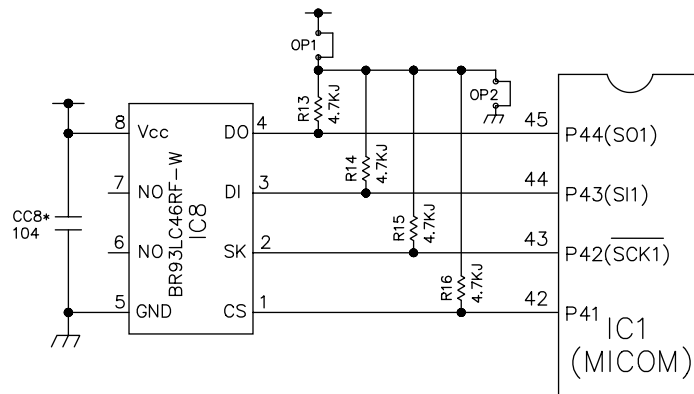 OP1
OP2
R13
4.7KJ
8 Vcc DO 4
45 P44(SO1)
R14
4.7KJ
7 NO DI 3
44 P43(SI1)
BR93LC46RF-W
IC8
CC8*
104
R15
4.7KJ
6 NO SK 2
43 P42(SCK1)
R16
4.7KJ
5 GND CS 1
42 P41
IC1
(MICOM)